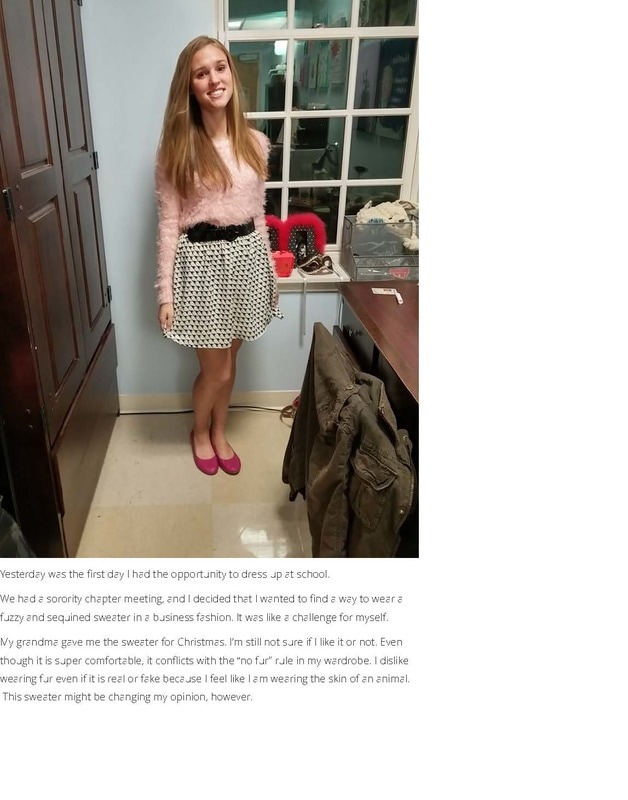 Yesterday was the first day I had the opportunity to dress up at school.
We had a sorority chapter meeting, and I decided that I wanted to find a way to wear a
fuzzy and sequined sweater in a business fashion. It was like a challenge for myself.
My grandma gave me the sweater for Christmas. I'm still not sure if I like it or not. Even
though it is super comfortable, it conflicts with the "no fur" rule in my wardrobe. I dislike
wearing fur even if it is real or fake because I feel like I am wearing the skin of an animal.
This sweater might be changing my opinion, however.